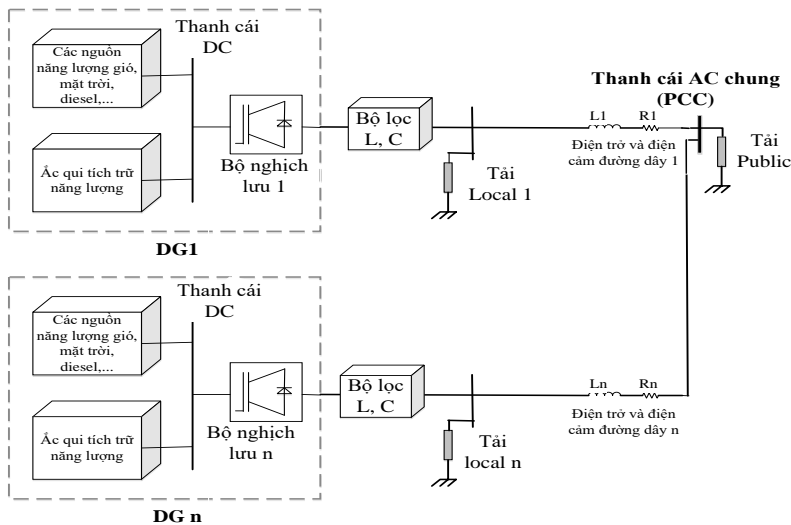 Thanh cái
DC
Các nguồn
năng lượng gió,
mặt trời,
diesel,...
Ắc qui tích trữ
năng lượng
Bộ nghịch
lưu 1
DG1
Bộ lọc
L, C
Tải
Local 1
L1
R1
Điện trở và điện
cảm đường dây 1
Thanh cái AC chung
(PCC)
Tải
Public
Thanh cái
DC
Các nguồn
năng lượng gió,
mặt trời,
diesel,...
Ắc qui tích trữ
năng lượng
Bộ nghịch
lưu n
DG n
Bộ lọc
L, C
Tải
local n
Ln
Rn
Điện trở và điện
cảm đường dây n